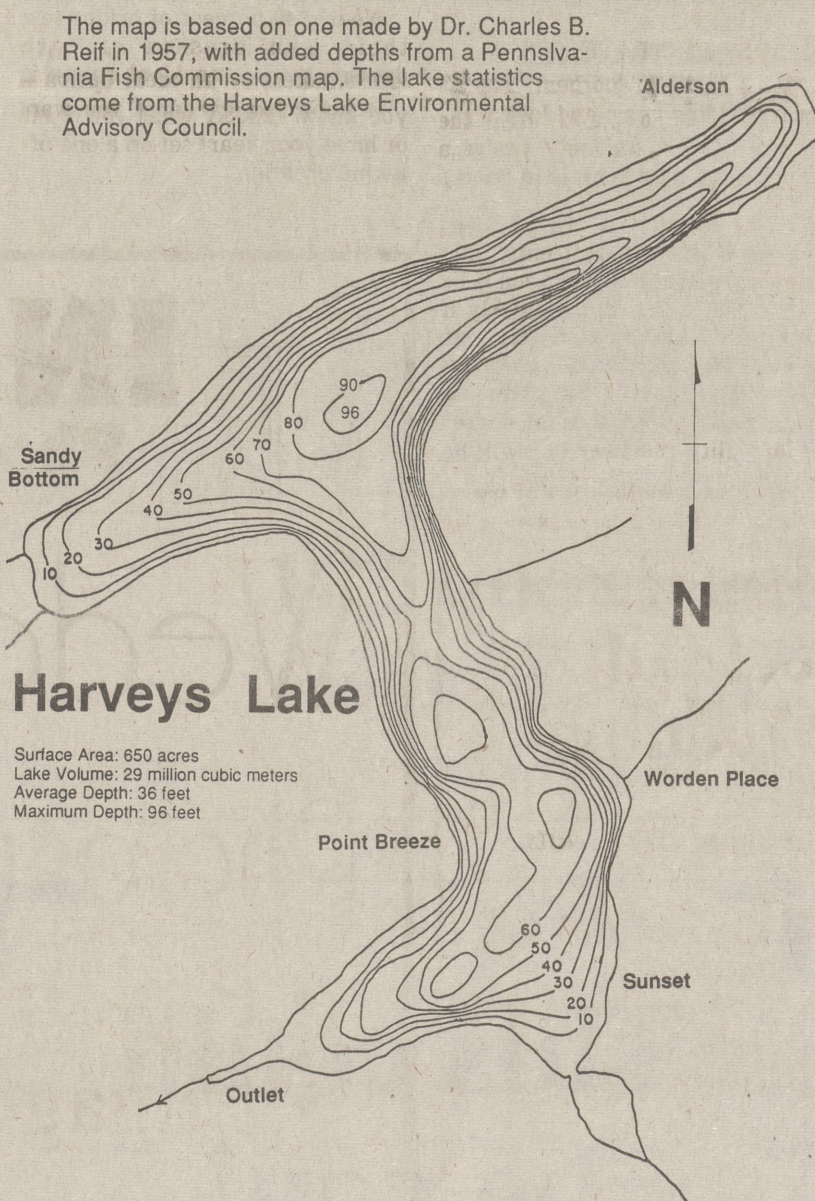 The map is based on one made by Dr. Charles B.
Reif in 1957, with added depths from a Pennslva-
nia Fish Commission map. The lake statistics
come from the Harveys Lake Environmental
Advisory Council.
Alderson
90
96
80
70
60
50
40
30
20
10
Sandy
Bottom
N
Harveys Lake
Surface Area: 650 acres
Lake Volume: 29 million cubic meters
Average Depth: 36 feet
Maximum Depth: 96 feet
Worden Place
Point Breeze
60
50
40
30
20
10
Sunset
Outlet